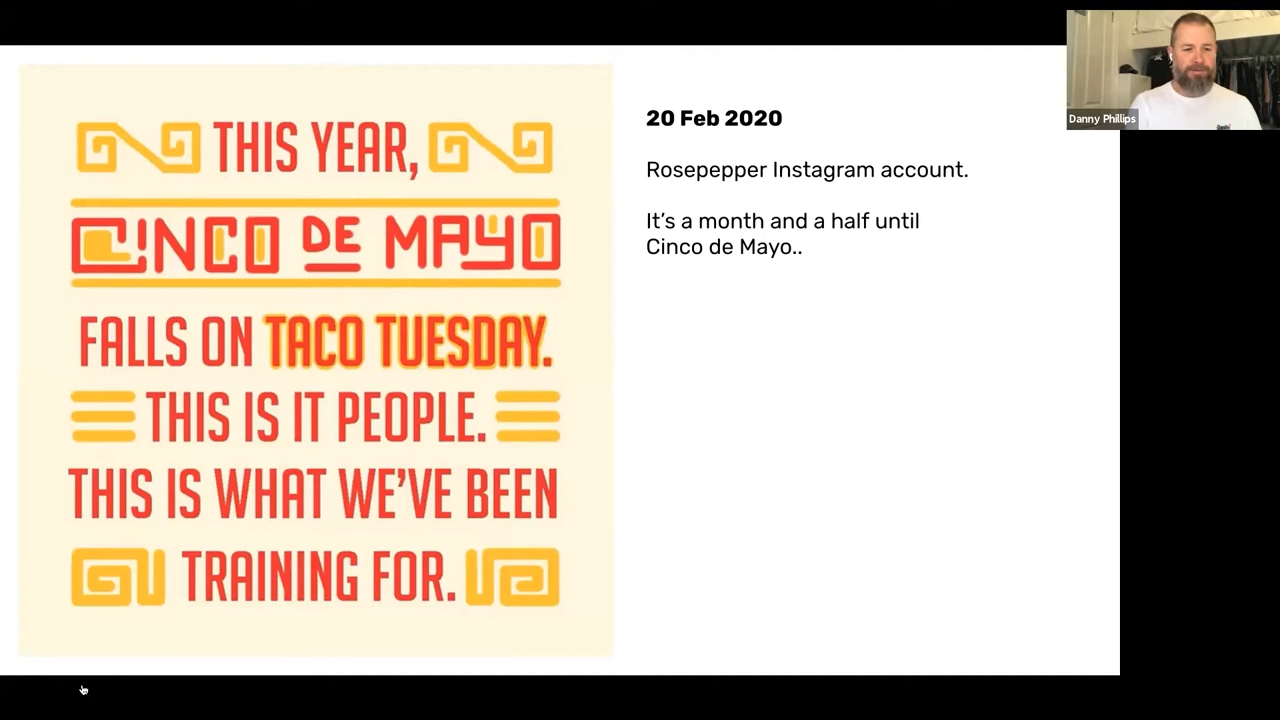 THIS YEAR,
CINCO DE MAYO
FALLS ON TACO TUESDAY.
THIS IS IT PEOPLE.
THIS IS WHAT WE'VE BEEN
TRAINING FOR.
20 Feb 2020
Rosepepper Instagram account.
It's a month and a half until
Cinco de Mayo..
Danny Phillips